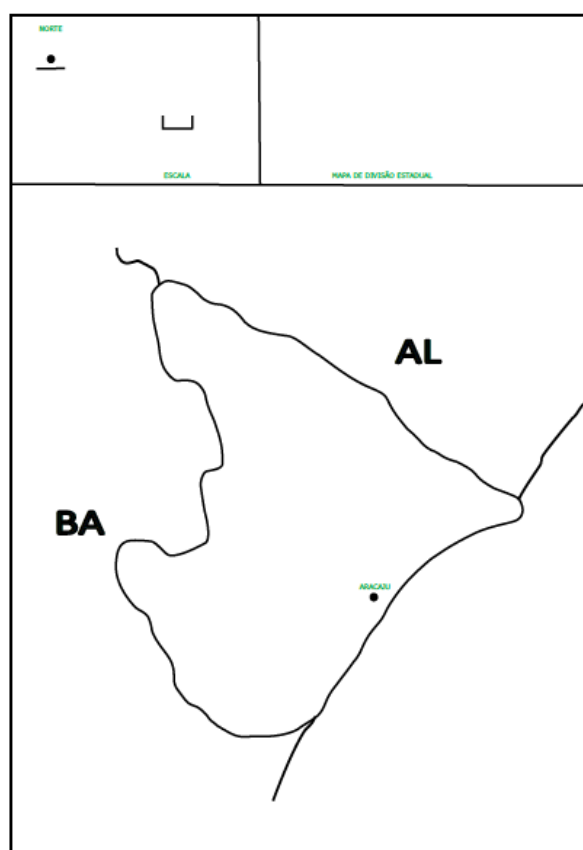 NORTE
ESCALA
MAPA DE DIVISÃO ESTADUAL
AL
BA
ARACAJU